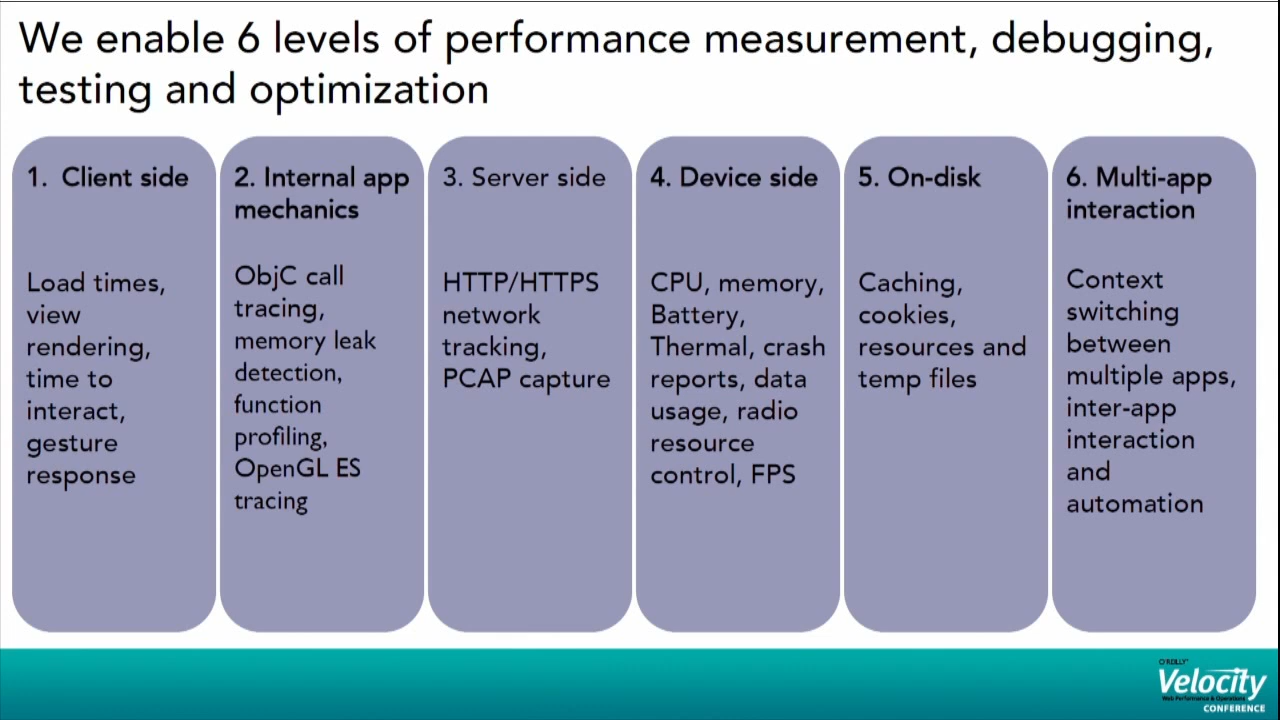 We enable 6 levels of performance measurement, debugging,
testing and optimization
1. Client side
Load times,
view
rendering,
time to
interact,
gesture
response
2. Internal app
mechanics
ObjC call
tracing,
memory leak
detection,
function
profiling,
OpenGL ES
tracing
3. Server side
HTTP/HTTPS
network
tracking,
PCAP capture
4. Device side
CPU, memory,
Battery,
Thermal, crash
reports, data
usage, radio
resource
control, FPS
5. On-disk
Caching,
cookies,
resources and
temp files
6. Multi-app
interaction
Context
switching
between
multiple apps,
inter-app
interaction
and
automation
O'REILLY
Velocity
Web Performance & Operations
CONFERENCE